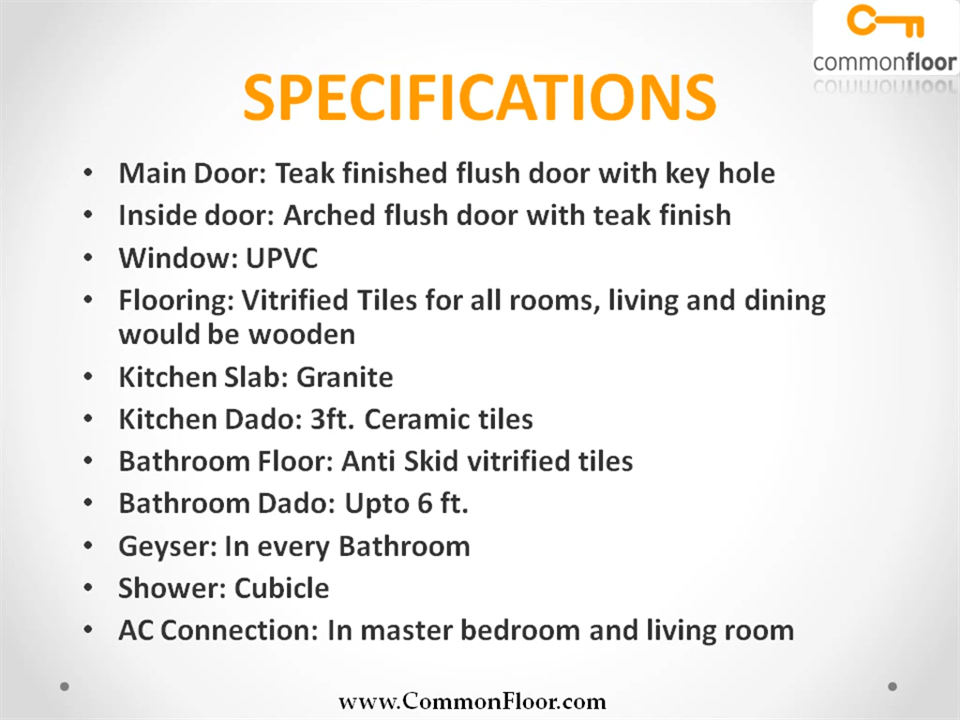 commonfloor
SPECIFICATIONS
• Main Door: Teak finished flush door with key hole
• Inside door: Arched flush door with teak finish
• Window: UPVC
• Flooring: Vitrified Tiles for all rooms, living and dining
would be wooden
• Kitchen Slab: Granite
• Kitchen Dado: 3ft. Ceramic tiles
• Bathroom Floor: Anti Skid vitrified tiles
• Bathroom Dado: Upto 6 ft.
• Geyser: In every Bathroom
• Shower: Cubicle
• AC Connection: In master bedroom and living room
www.CommonFloor.com